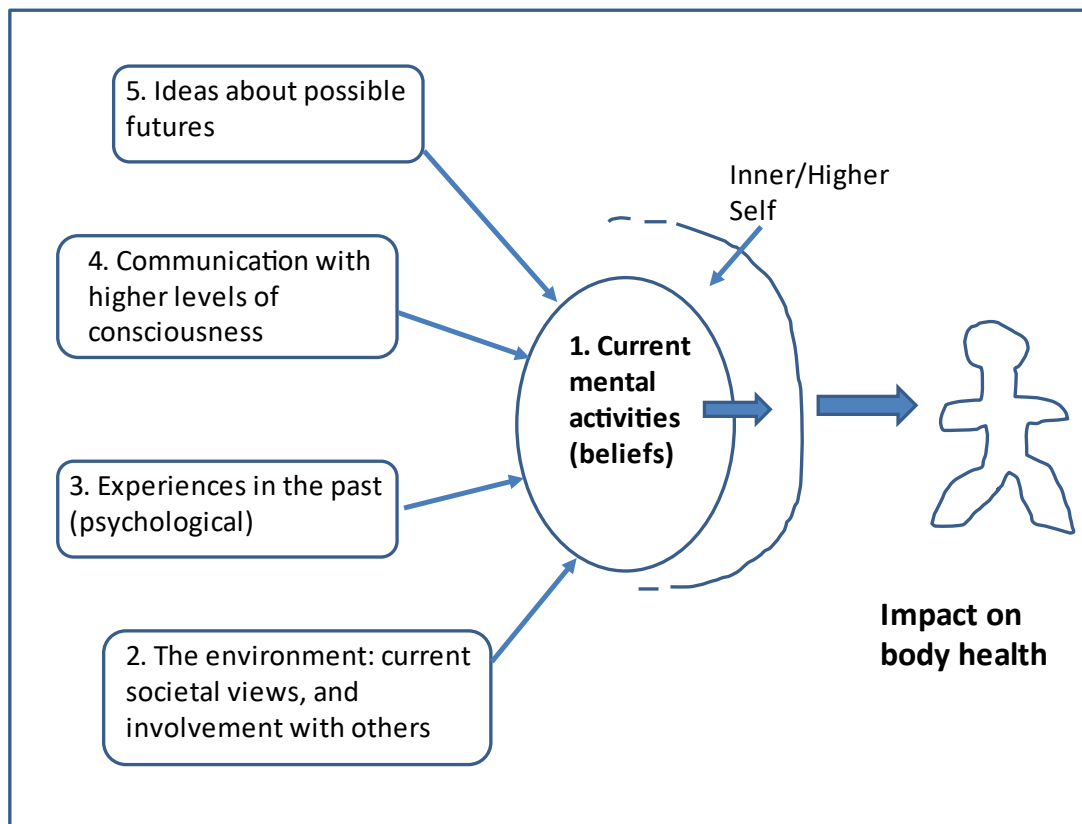 5. Ideas about possible
futures
Inner/Higher
Self
4. Communication with
higher levels of
consciousness
1. Current
mental
activities
(beliefs)
3. Experiences in the past
(psychological)
2. The environment: current
societal views, and
involvement with others
Impact on
body health